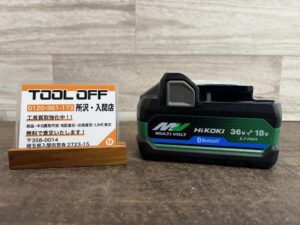 TOOL OFF
0120-961-178 所沢・入間店
工具買取強化中！！
無料で査定いたします！
〒358-0014
埼玉県入間市宮寺2723-15
MV
MULTI VOLT
HiKOKI
36V⇄18V
Bluetooth